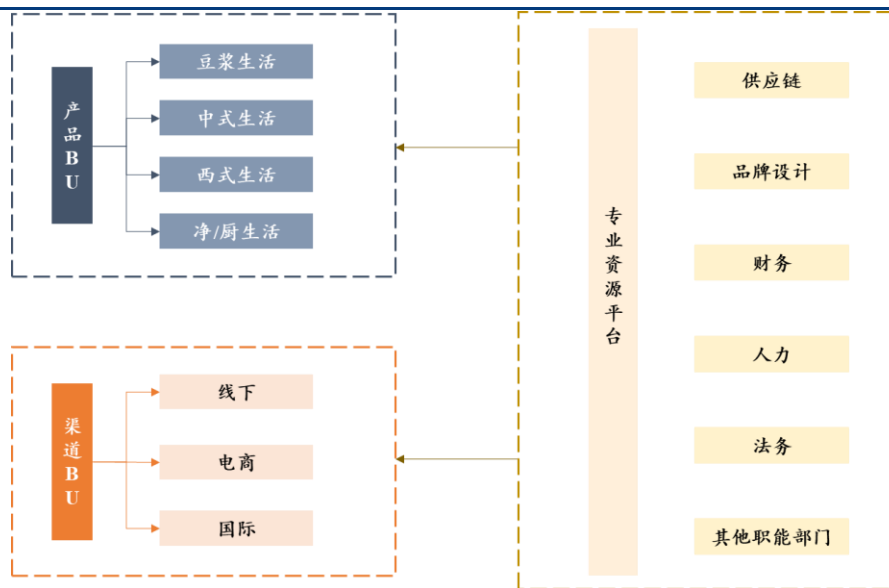 产品BU
豆浆生活
中式生活
西式生活
净/厨生活
渠道BU
线下
电商
国际
专业资源平台
供应链
品牌设计
财务
人力
法务
其他职能部门